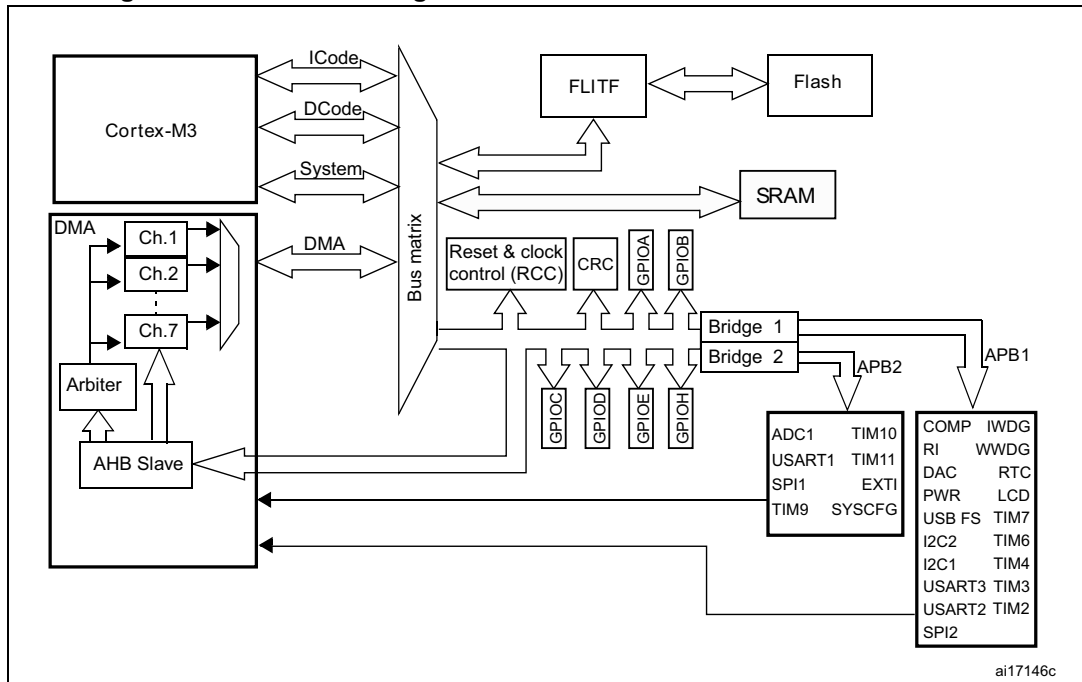 ICode
DCode
System
DMA
Cortex-M3
Bus matrix
FLITF
Flash
SRAM
DMA
Ch.1
Ch.2
Ch.7
Arbiter
AHB Slave
Reset & clock
control (RCC)
CRC
GPIOA
GPIOB
Bridge 1
Bridge 2
GPIOC
GPIOD
GPIOE
GPIOH
APB2
APB1
ADC1 TIM10
USART1 TIM11
SPI1 EXTI
TIM9 SYSCFG
COMP IWDG
RI WWDG
DAC RTC
PWR LCD
USB FS TIM7
I2C2 TIM6
I2C1 TIM4
USART3 TIM3
USART2 TIM2
SPI2
ai17146c